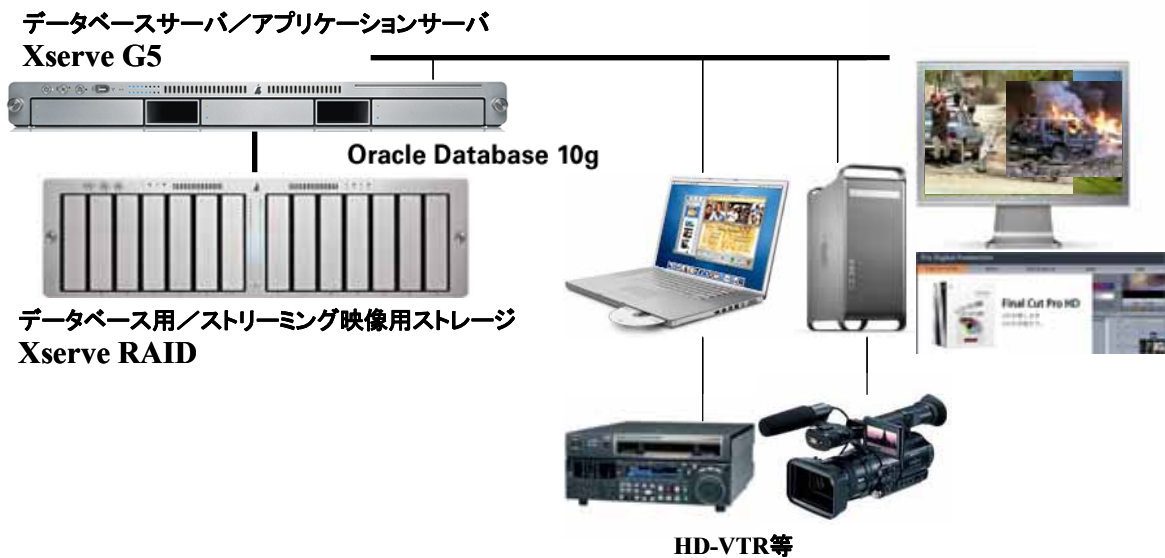 データベースサーバ／アプリケーションサーバ
Xserve G5
Oracle Database 10g
データベース用／ストリーミング映像用ストレージ
Xserve RAID
Final Cut Pro HD
HD-VTR等